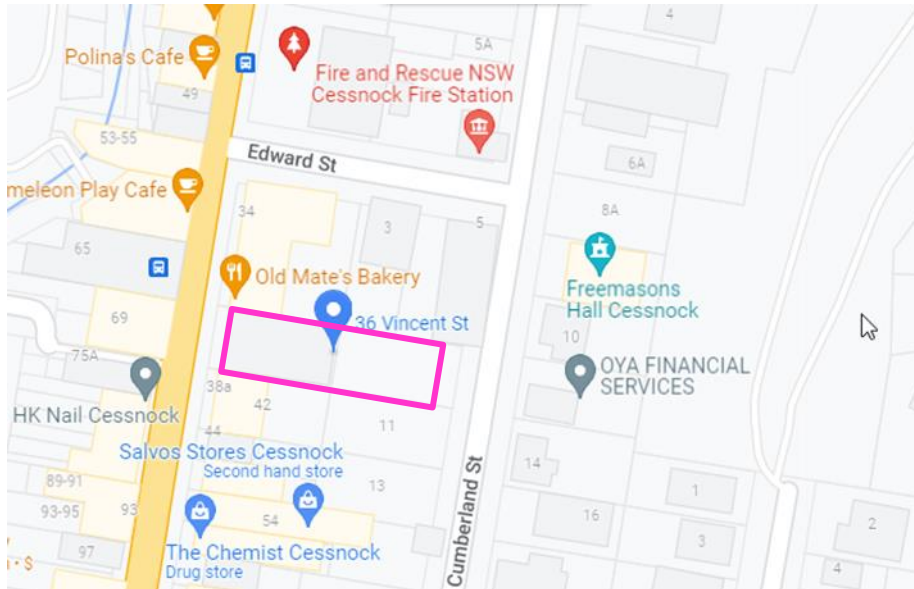 4
Polina's Cafe
5A
Fire and Rescue NSW
Cessnock Fire Station
49
53-55
Edward St
6A
meleon Play Cafe
34
3
5
8A
65
Old Mate's Bakery
Freemasons
Hall Cessnock
36 Vincent St
69
10
75A
OYA FINANCIAL
SERVICES
38a
42
HK Nail Cessnock
44
11
Salvos Stores Cessnock
Second hand store
14
89-91
13
Cumberland St
1
93-95
93
54
16
2
97
The Chemist Cessnock
Drug store
3
4